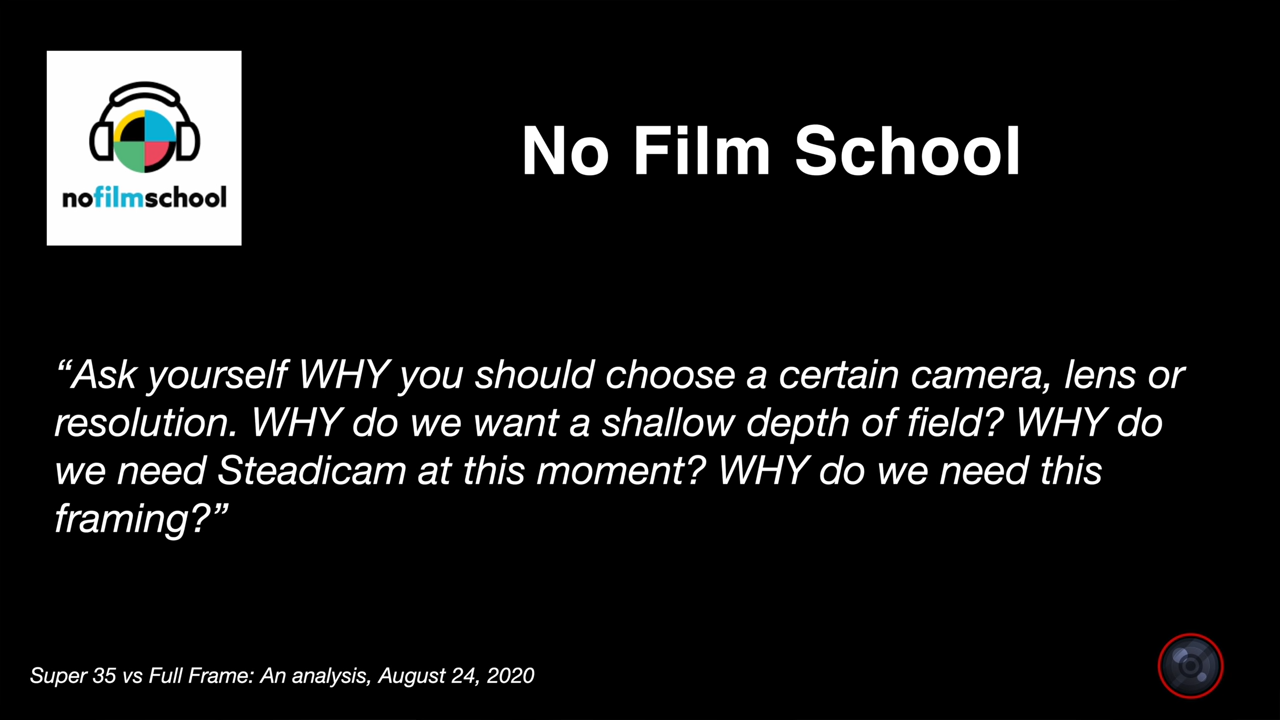 nofilmschool
No Film School
“Ask yourself WHY you should choose a certain camera, lens or
resolution. WHY do we want a shallow depth of field? WHY do
we need Steadicam at this moment? WHY do we need this
framing?”
Super 35 vs Full Frame: An analysis, August 24, 2020